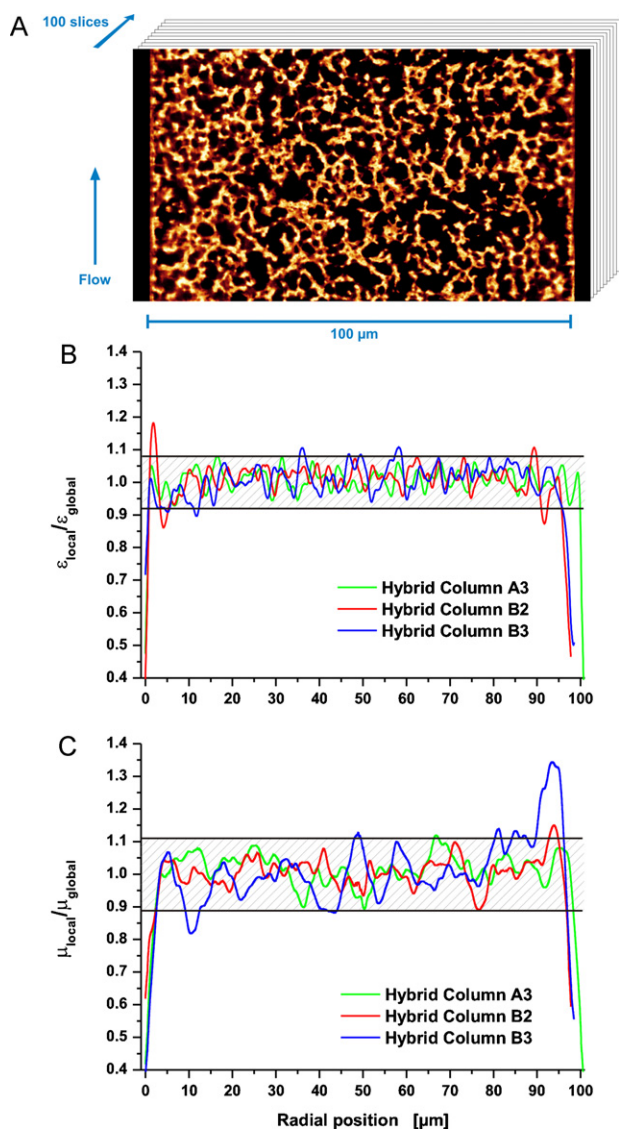 A
100 slices
Flow
100 µm
B
εlocal/εglobal
1.4
1.3
1.2
1.1
1.0
0.9
0.8
0.7
0.6
0.5
0.4
Hybrid Column A3
Hybrid Column B2
Hybrid Column B3
0 10 20 30 40 50 60 70 80 90 100
C
µlocal/µglobal
1.4
1.3
1.2
1.1
1.0
0.9
0.8
0.7
0.6
0.5
0.4
Hybrid Column A3
Hybrid Column B2
Hybrid Column B3
0 10 20 30 40 50 60 70 80 90 100
Radial position [µm]